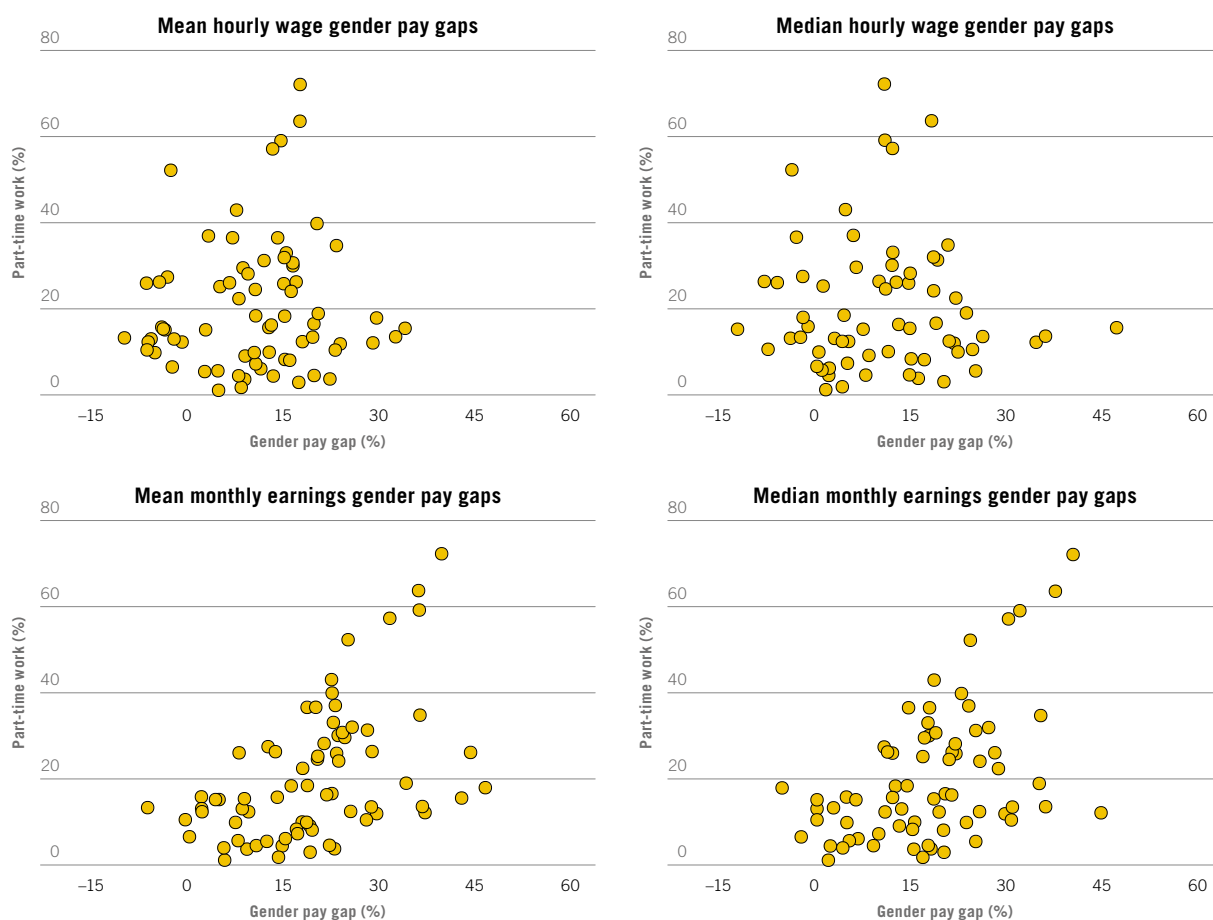 Mean hourly wage gender pay gaps
80
60
40
20
0
Part-time work (%)
–15 0 15 30 45 60
Gender pay gap (%)
Median hourly wage gender pay gaps
80
60
40
20
0
Part-time work (%)
–15 0 15 30 45 60
Gender pay gap (%)
Mean monthly earnings gender pay gaps
80
60
40
20
0
Part-time work (%)
–15 0 15 30 45 60
Gender pay gap (%)
Median monthly earnings gender pay gaps
80
60
40
20
0
Part-time work (%)
–15 0 15 30 45 60
Gender pay gap (%)